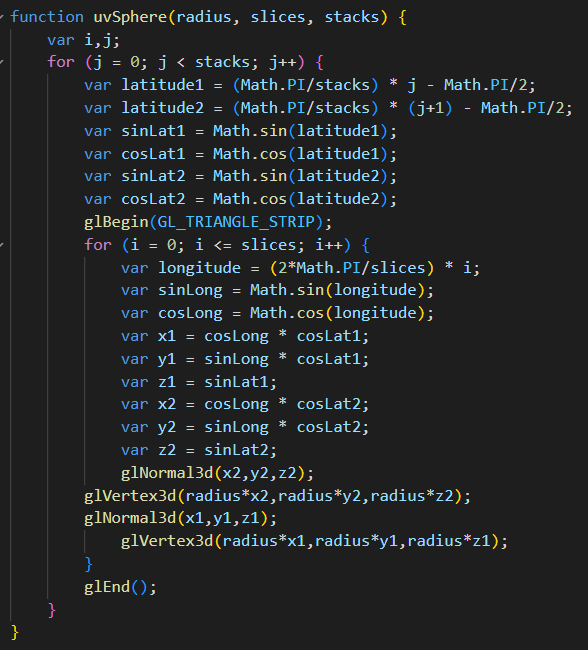 function uvSphere(radius, slices, stacks) {
    var i,j;
    for (j = 0; j < stacks; j++) {
        var latitude1 = (Math.PI/stacks) * j - Math.PI/2;
        var latitude2 = (Math.PI/stacks) * (j+1) - Math.PI/2;
        var sinLat1 = Math.sin(latitude1);
        var cosLat1 = Math.cos(latitude1);
        var sinLat2 = Math.sin(latitude2);
        var cosLat2 = Math.cos(latitude2);
        glBegin(GL_TRIANGLE_STRIP);
        for (i = 0; i <= slices; i++) {
            var longitude = (2*Math.PI/slices) * i;
            var sinLong = Math.sin(longitude);
            var cosLong = Math.cos(longitude);
            var x1 = cosLong * cosLat1;
            var y1 = sinLong * cosLat1;
            var z1 = sinLat1;
            var x2 = cosLong * cosLat2;
            var y2 = sinLong * cosLat2;
            var z2 = sinLat2;
            glNormal3d(x2,y2,z2);
        glVertex3d(radius*x2,radius*y2,radius*z2);
        glNormal3d(x1,y1,z1);
            glVertex3d(radius*x1,radius*y1,radius*z1);
        }
        glEnd();
    }
}